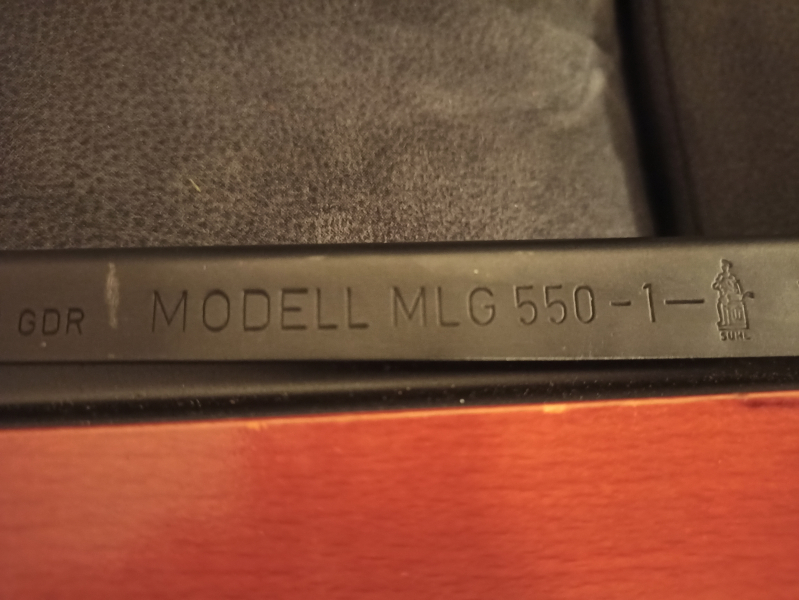 GDR MODELL MLG 550-1-
SUHL